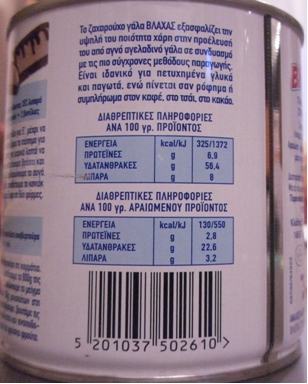 Το ζαχαρούχο γάλα ΒΛΑΧΑΣ εξασφαλίζει την
υψηλή του ποιότητα χάρη στην προέλευσή
του από αγνό αγελαδινό γάλα σε συνδυασμό
με τις πιο σύγχρονες μεθόδους παραγωγής.
Είναι ιδανικό για πετυχημένα γλυκά
και παγωτά, ενώ πίνεται σαν ρόφημα ή
συμπλήρωμα στον καφέ, στο τσάι, στο κακάο.
ΔΙΑΘΡΕΠΤΙΚΕΣ ΠΛΗΡΟΦΟΡΙΕΣ
ΑΝΑ 100 γρ. ΠΡΟΪΟΝΤΟΣ
ΕΝΕΡΓΕΙΑ kcal/kJ 325/1372
ΠΡΩΤΕΪΝΕΣ g 6,9
ΥΔΑΤΑΝΘΡΑΚΕΣ g 56,4
ΛΙΠΑΡΑ g 8
ΔΙΑΘΡΕΠΤΙΚΕΣ ΠΛΗΡΟΦΟΡΙΕΣ
ΑΝΑ 100 γρ. ΑΡΑΙΩΜΕΝΟΥ ΠΡΟΪΟΝΤΟΣ
ΕΝΕΡΓΕΙΑ kcal/kJ 130/550
ΠΡΩΤΕΪΝΕΣ g 2,8
ΥΔΑΤΑΝΘΡΑΚΕΣ g 22,6
ΛΙΠΑΡΑ g 3,2
5 201037 502610 >